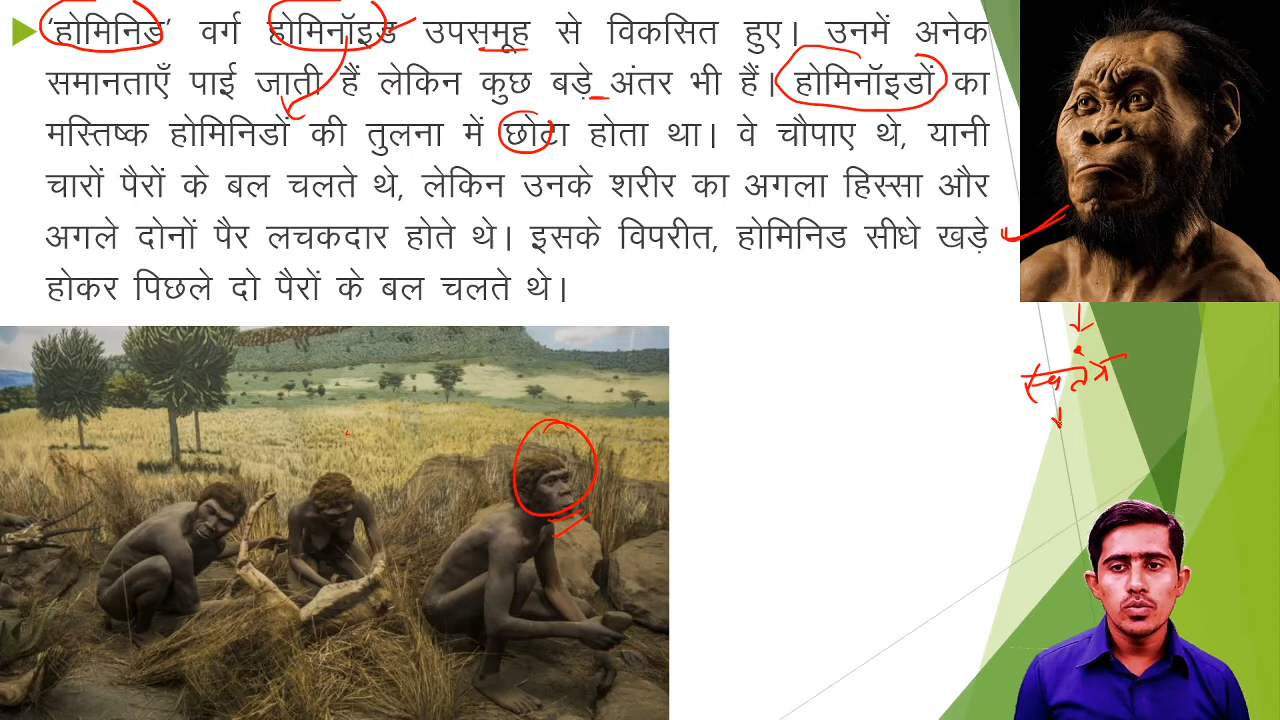 ‘होमिनिड’ वर्ग होमिनॉइड उपसमूह से विकसित हुए। उनमें अनेक
समानताएँ पाई जाती हैं लेकिन कुछ बड़े अंतर भी हैं। होमिनॉइडों का
मस्तिष्क होमिनिडों की तुलना में छोटा होता था। वे चौपाए थे, यानी
चारों पैरों के बल चलते थे, लेकिन उनके शरीर का अगला हिस्सा और
अगले दोनों पैर लचकदार होते थे। इसके विपरीत, होमिनिड सीधे खड़े
होकर पिछले दो पैरों के बल चलते थे।